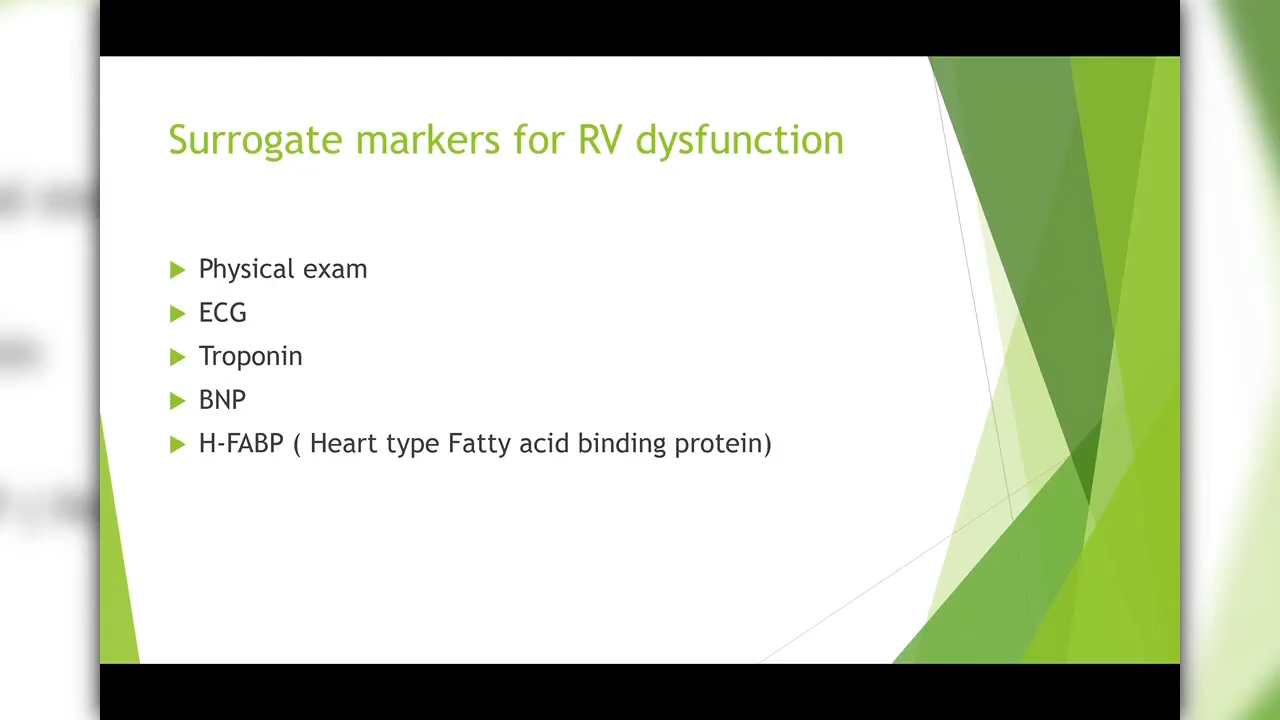 Surrogate markers for RV dysfunction
Physical exam
ECG
Troponin
BNP
H-FABP ( Heart type Fatty acid binding protein)